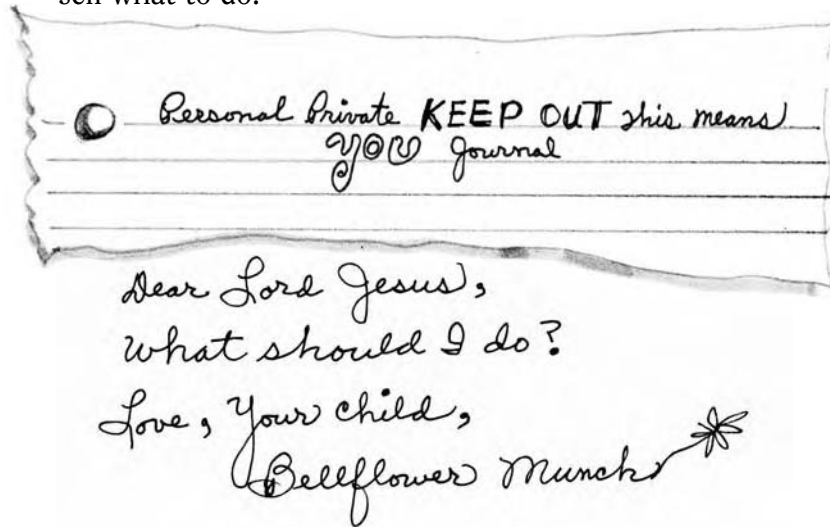 self what to do.
Personal Private KEEP OUT This means
YOU Journal
Dear Lord Jesus,
What should I do?
Love, Your child,
Bellflower Munch